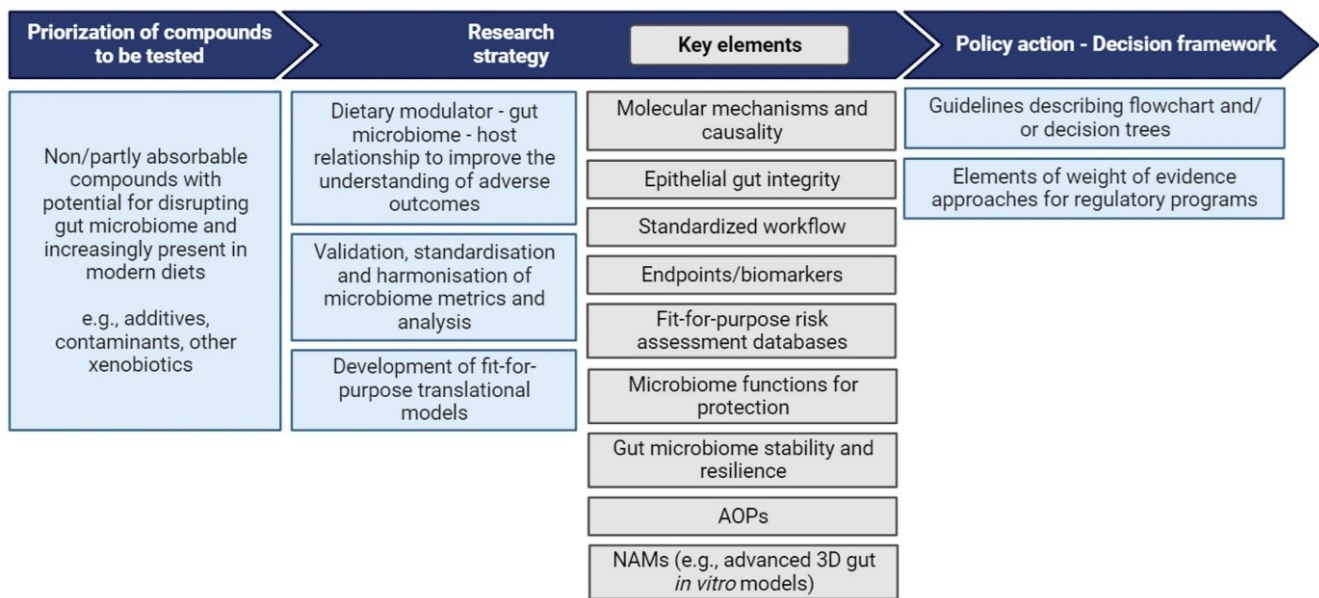 Priorization of compounds
to be tested
Research
strategy
Key elements
Policy action - Decision framework
Non/partly absorbable
compounds with
potential for disrupting
gut microbiome and
increasingly present in
modern diets
e.g., additives,
contaminants, other
xenobiotics
Dietary modulator - gut
microbiome - host
relationship to improve the
understanding of adverse
outcomes
Validation, standardisation
and harmonisation of
microbiome metrics and
analysis
Development of fit-for-
purpose translational
models
Molecular mechanisms and
causality
Epithelial gut integrity
Standardized workflow
Endpoints/biomarkers
Fit-for-purpose risk
assessment databases
Microbiome functions for
protection
Gut microbiome stability and
resilience
AOPs
NAMs (e.g., advanced 3D gut
in vitro models)
Guidelines describing flowchart and/
or decision trees
Elements of weight of evidence
approaches for regulatory programs